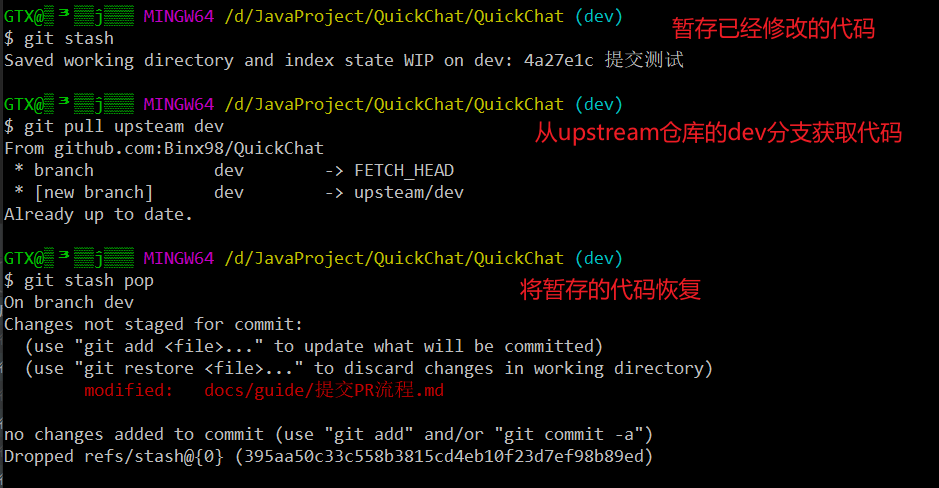 GTX@ MINGW64 /d/JavaProject/QuickChat/QuickChat (dev)
$ git stash
暂存已经修改的代码
Saved working directory and index state WIP on dev: 4a27e1c 提交测试
GTX@ MINGW64 /d/JavaProject/QuickChat/QuickChat (dev)
$ git pull upsteam dev
从upstream仓库的dev分支获取代码
From github.com:Binx98/QuickChat
* branch dev -> FETCH_HEAD
* [new branch] dev -> upsteam/dev
Already up to date.
GTX@ MINGW64 /d/JavaProject/QuickChat/QuickChat (dev)
$ git stash pop
将暂存的代码恢复
On branch dev
Changes not staged for commit:
(use "git add <file>..." to update what will be committed)
(use "git restore <file>..." to discard changes in working directory)
modified: docs/guide/提交PR流程.md
no changes added to commit (use "git add" and/or "git commit -a")
Dropped refs/stash@{0} (395aa50c33c558b3815cd4eb10f23d7ef98b89ed)